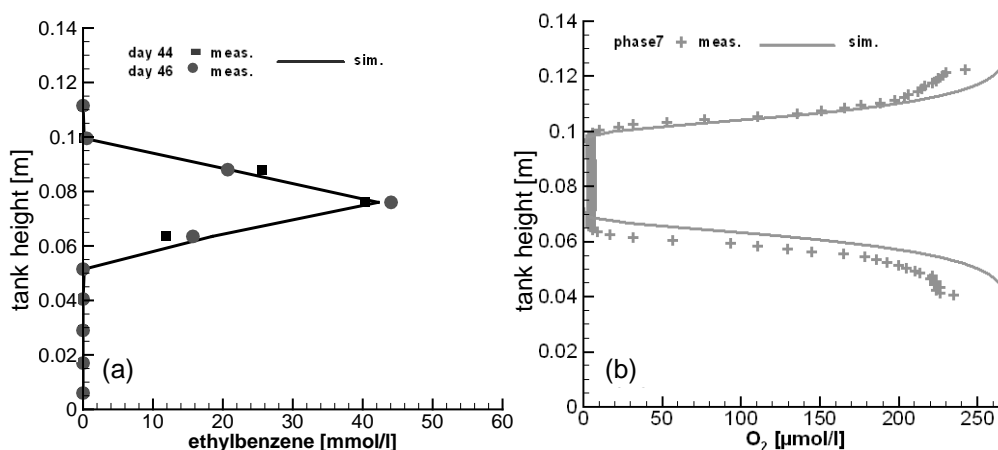 0.14
day 44 meas. sim.
day 46 meas.
0.12
0.1
0.08
0.06
0.04
0.02
0
tank height [m]
(a)
0 10 20 30 40 50 60
ethylbenzene [mmol/l]
0.14
phase7 meas. sim.
0.12
0.1
0.08
0.06
0.04
0.02
0
tank height [m]
(b)
0 50 100 150 200 250
O2 [µmol/l]